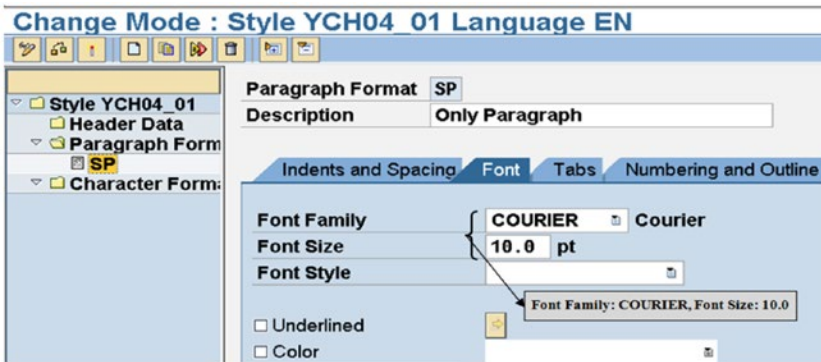 Change Mode : Style YCH04_01 Language EN
Style YCH04_01
Header Data
Paragraph Form
SP
Character Forma
Paragraph Format SP
Description Only Paragraph
Indents and Spacing Font Tabs Numbering and Outline
Font Family COURIER Courier
Font Size 10.0 pt
Font Style
Font Family: COURIER, Font Size: 10.0
Underlined
Color